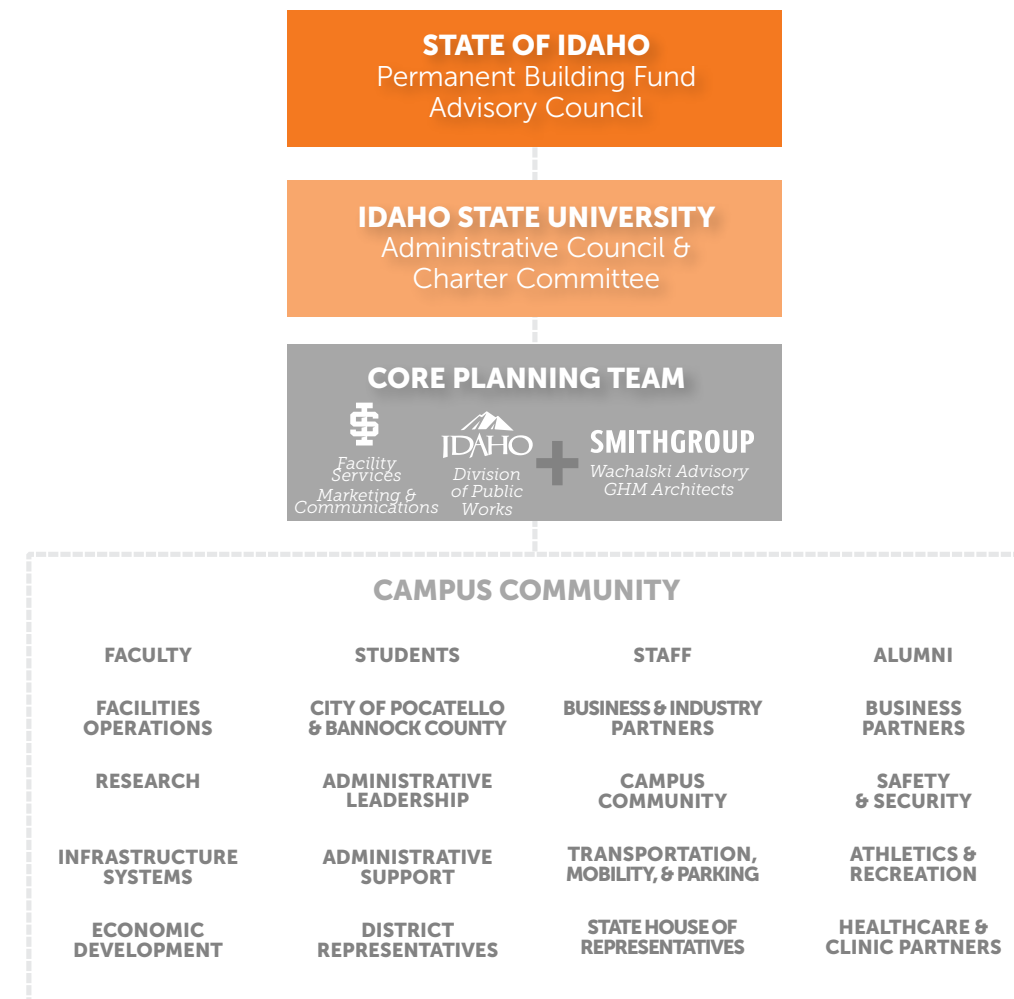 STATE OF IDAHO
Permanent Building Fund
Advisory Council
IDAHO STATE UNIVERSITY
Administrative Council &
Charter Committee
CORE PLANNING TEAM
IS
Facility
Services
Marketing &
Communications
IDAHO
Division
of Public
Works
+
SMITHGROUP
Wachalski Advisory
GHM Architects
CAMPUS COMMUNITY
FACULTY
STUDENTS
STAFF
ALUMNI
FACILITIES
OPERATIONS
CITY OF POCATELLO
& BANNOCK COUNTY
BUSINESS & INDUSTRY
PARTNERS
BUSINESS
PARTNERS
RESEARCH
ADMINISTRATIVE
LEADERSHIP
CAMPUS
COMMUNITY
SAFETY
& SECURITY
INFRASTRUCTURE
SYSTEMS
ADMINISTRATIVE
SUPPORT
TRANSPORTATION,
MOBILITY, & PARKING
ATHLETICS &
RECREATION
ECONOMIC
DEVELOPMENT
DISTRICT
REPRESENTATIVES
STATE HOUSE OF
REPRESENTATIVES
HEALTHCARE &
CLINIC PARTNERS